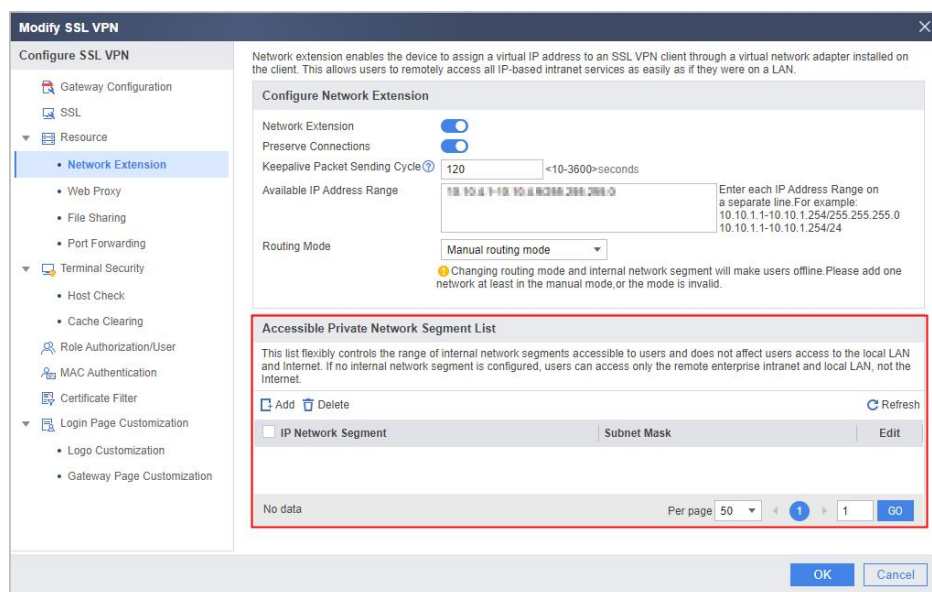 Modify SSL VPN
Configure SSL VPN
Gateway Configuration
SSL
Resource
Network Extension
Web Proxy
File Sharing
Port Forwarding
Terminal Security
Host Check
Cache Clearing
Role Authorization/User
MAC Authentication
Certificate Filter
Login Page Customization
Logo Customization
Gateway Page Customization
Network extension enables the device to assign a virtual IP address to an SSL VPN client through a virtual network adapter installed on
the client. This allows users to remotely access all IP-based intranet services as easily as if they were on a LAN.
Configure Network Extension
Network Extension
Preserve Connections
Keepalive Packet Sending Cycle ? 120 <10-3600>seconds
Available IP Address Range
Enter each IP Address Range on
a separate line.For example:
10.10.1.1-10.10.1.254/255.255.255.0
10.10.1.1-10.10.1.254/24
Routing Mode Manual routing mode
Changing routing mode and internal network segment will make users offline.Please add one
network at least in the manual mode,or the mode is invalid.
Accessible Private Network Segment List
This list flexibly controls the range of internal network segments accessible to users and does not affect users access to the local LAN
and Internet. If no internal network segment is configured, users can access only the remote enterprise intranet and local LAN, not the
Internet.
Add Delete Refresh
IP Network Segment Subnet Mask Edit
No data Per page 50 1 1 GO
OK Cancel